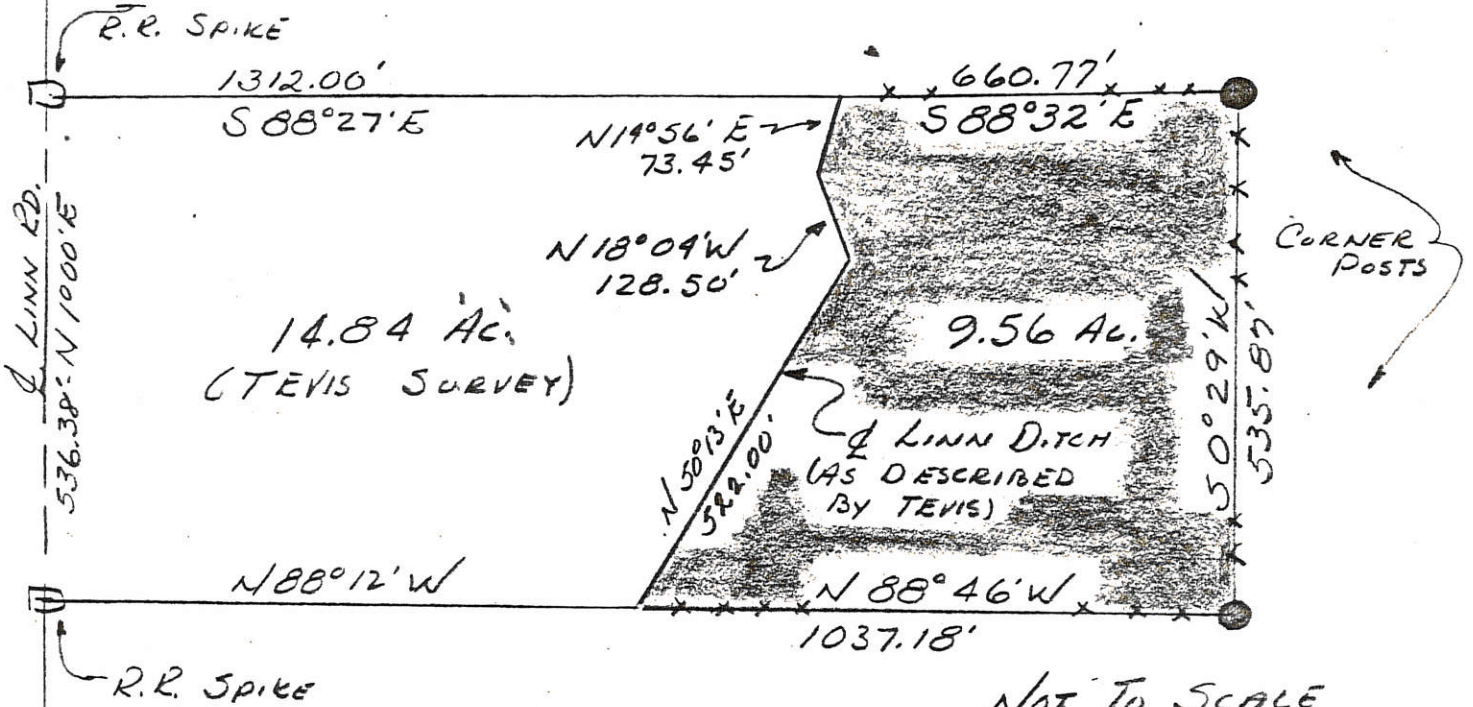 R.R. SPIKE
1312.00'
S 88°27' E
660.77'
S 88°32' E
N 14°56' E
73.45'
N 18°04' W
128.50'
℄ LINN RD.
536.38'- N 1°00' E
14.84 Ac.
(TEVIS SURVEY)
9.56 Ac.
CORNER
POSTS
S 0°29' W
535.87'
N 50°13' E
522.00'
℄ LINN DITCH
(AS DESCRIBED
BY TEVIS)
N 88°12' W
N 88°46' W
1037.18'
R.R. SPIKE
NOT TO SCALE